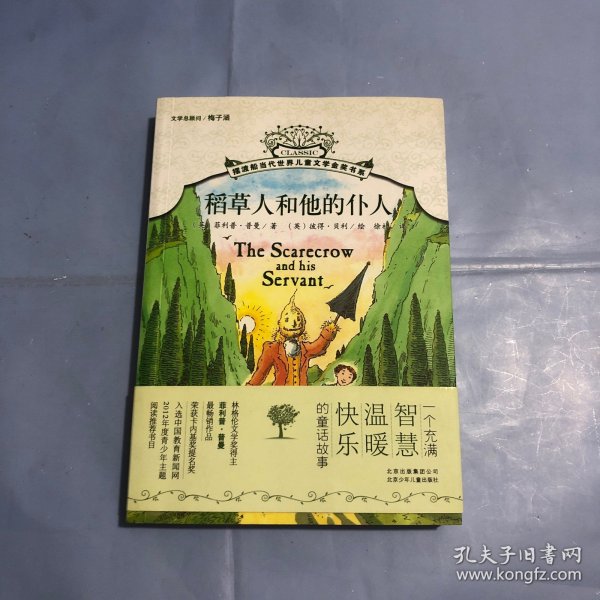 文学总顾问/梅子涵
CLASSIC
摆渡船当代世界儿童文学金奖书系
稻草人和他的仆人
菲利普·普曼/著 （英）彼得·贝利/绘 徐
The Scarecrow
and his
Servant
一个充满
智慧
温暖
快乐
的童话故事
林格伦文学奖得主
菲利普·普曼
最畅销作品
荣获卡内基奖提名奖
入选中国教育新闻网
2012年度青少年主题
阅读推荐书目
北京出版集团公司
北京少年儿童出版社
孔夫子旧书网
www.kongfz.com